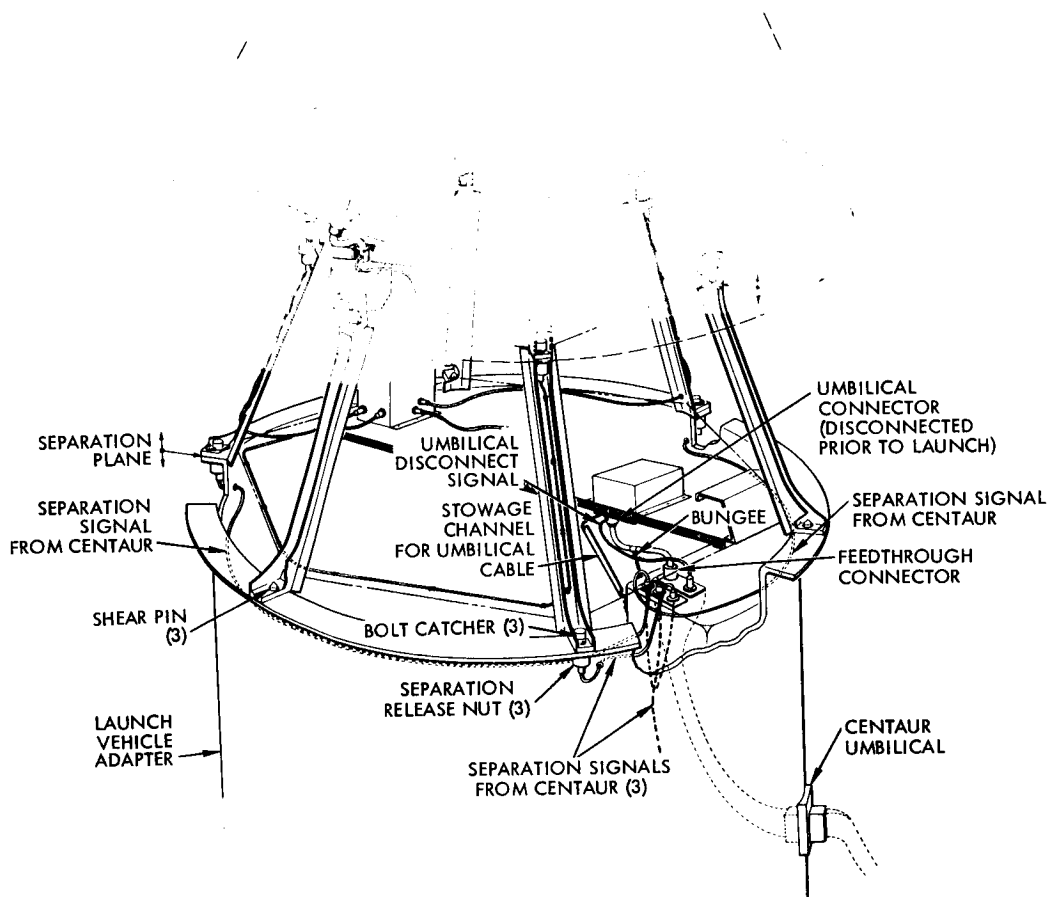 UMBILICAL
CONNECTOR
(DISCONNECTED
PRIOR TO LAUNCH)
SEPARATION
PLANE
UMBILICAL
DISCONNECT
SIGNAL
STOWAGE
CHANNEL
FOR UMBILICAL
CABLE
BUNGEE
SEPARATION SIGNAL
FROM CENTAUR
SEPARATION
SIGNAL
FROM CENTAUR
FEEDTHROUGH
CONNECTOR
SHEAR PIN
(3)
BOLT CATCHER (3)
SEPARATION
RELEASE NUT (3)
LAUNCH
VEHICLE
ADAPTER
SEPARATION SIGNALS
FROM CENTAUR (3)
CENTAUR
UMBILICAL